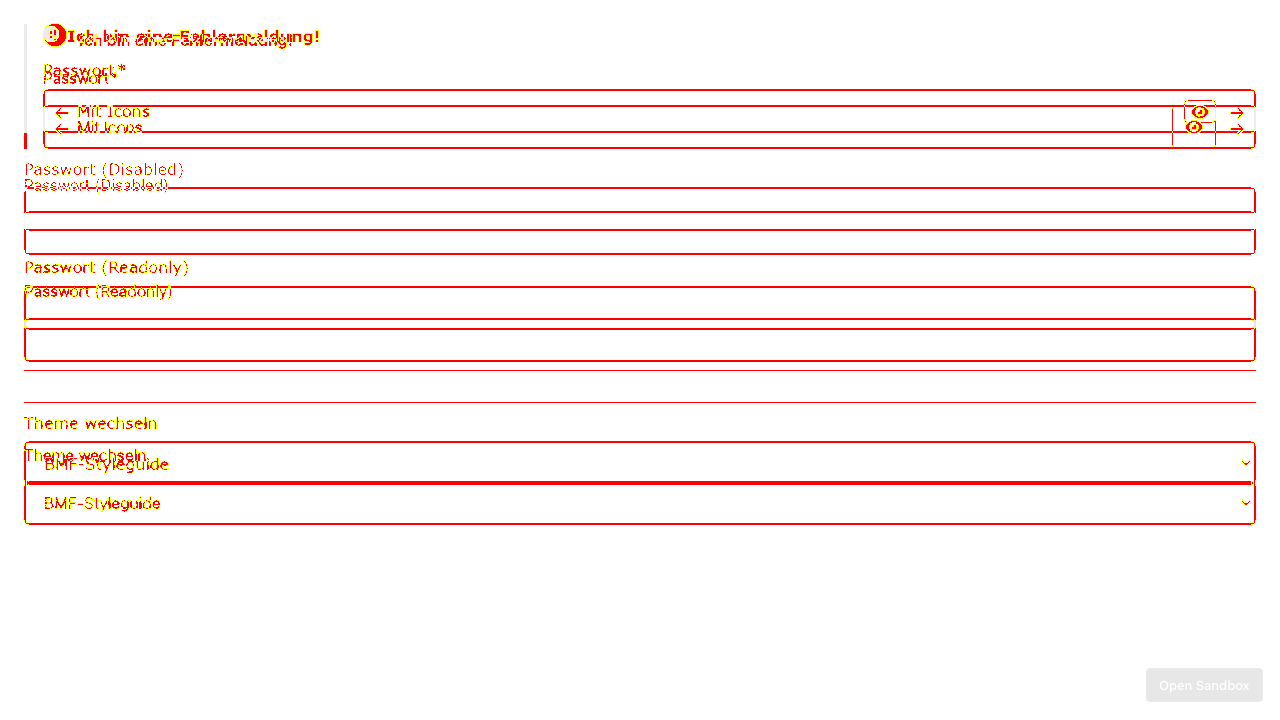 Ich bin eine Fehlermeldung!
Ich bin eine Fehlermeldung!
Passwort*
Passwort*
Mit Icons
Mit Icons
Passwort (Disabled)
Passwort (Disabled)
Passwort (Readonly)
Passwort (Readonly)
Theme wechseln
Theme wechseln
BMF-Styleguide
BMF-Styleguide
Open Sandbox